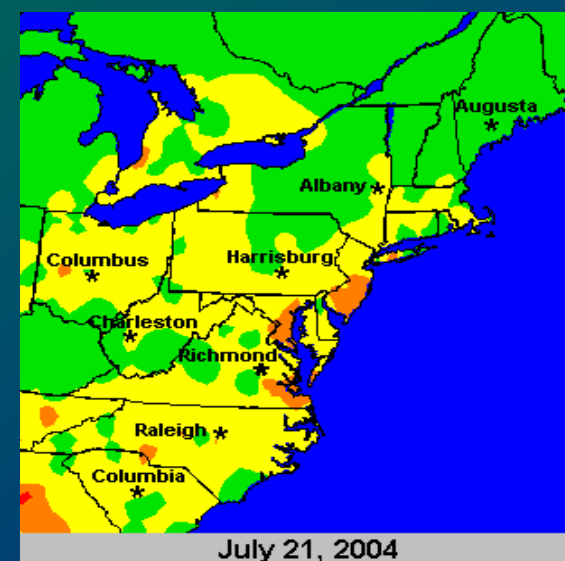 Augusta
Albany
Columbus
Harrisburg
Charleston
Richmond
Raleigh
Columbia
July 21, 2004